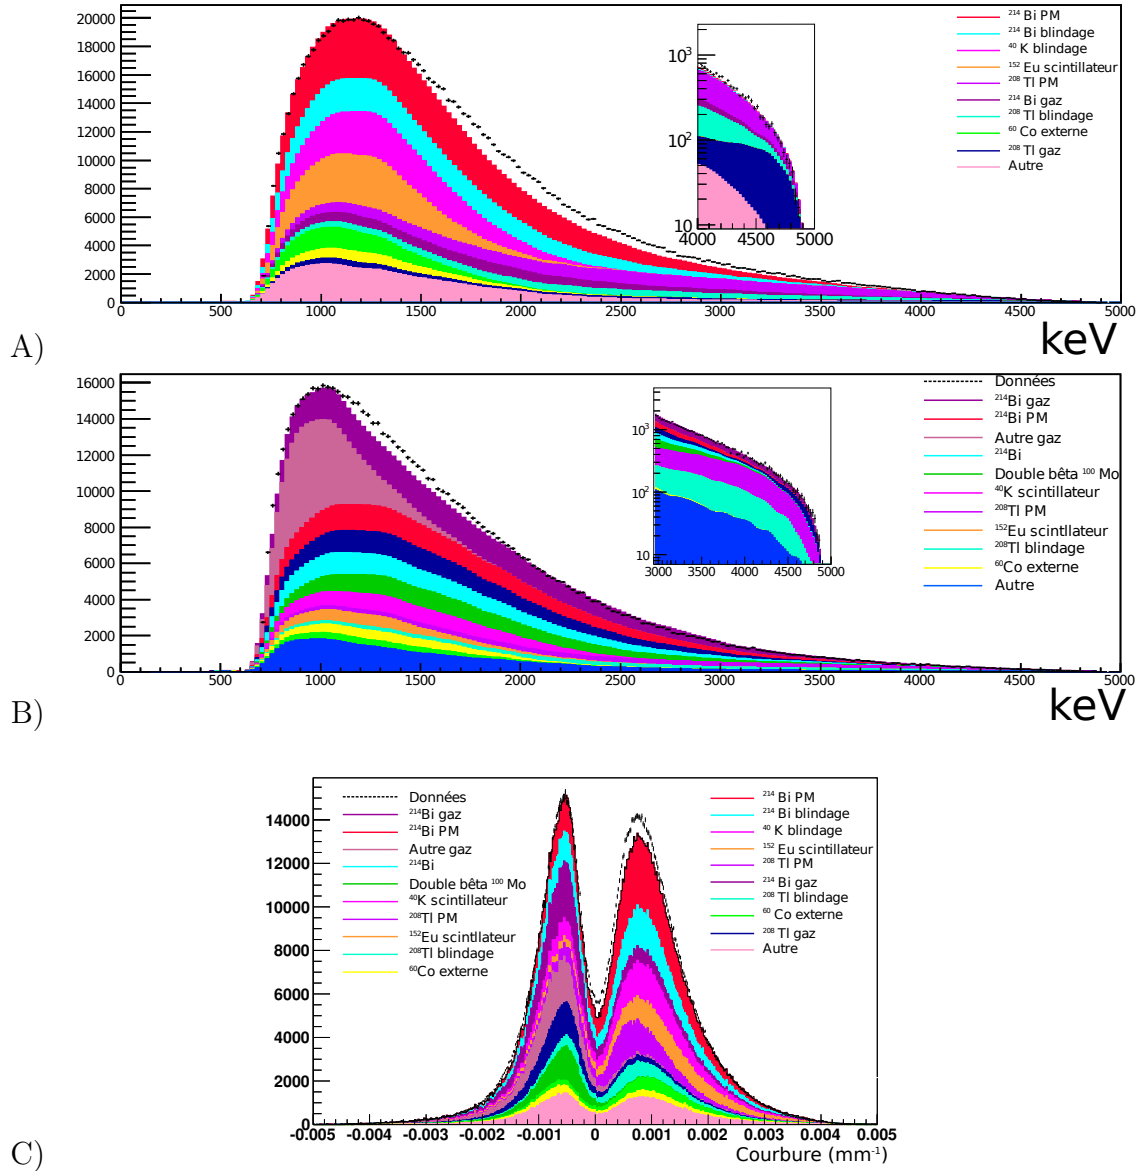 20000
18000
16000
14000
12000
10000
8000
6000
4000
2000
0
0 500 1000 1500 2000 2500 3000 3500 4000 4500 5000
10³
10²
10
4000 4200 4400 4600 4800 5000
²¹⁴ Bi PM
²¹⁴ Bi blindage
⁴⁰ K blindage
¹⁵² Eu scintillateur
²⁰⁸ Tl PM
²¹⁴ Bi gaz
²⁰⁸ Tl blindage
⁶⁰ Co externe
²⁰⁸ Tl gaz
Autre
keV
A)
16000
14000
12000
10000
8000
6000
4000
2000
0
0 500 1000 1500 2000 2500 3000 3500 4000 4500 5000
10³
10²
10
3000 3500 4000 4500 5000
Données
²¹⁴Bi gaz
²¹⁴Bi PM
Autre gaz
²¹⁴Bi
Double bêta ¹⁰⁰ Mo
⁴⁰K scintillateur
²⁰⁸Tl PM
¹⁵²Eu scintllateur
²⁰⁸Tl blindage
⁶⁰Co externe
Autre
keV
B)
14000
12000
10000
8000
6000
4000
2000
0
-0.005 -0.004 -0.003 -0.002 -0.001 0 0.001 0.002 0.003 0.004 0.005
Données
²¹⁴Bi gaz
²¹⁴Bi PM
Autre gaz
²¹⁴Bi
Double bêta ¹⁰⁰ Mo
⁴⁰K scintillateur
²⁰⁸Tl PM
¹⁵²Eu scintllateur
²⁰⁸Tl blindage
⁶⁰Co externe
²¹⁴ Bi PM
²¹⁴ Bi blindage
⁴⁰ K blindage
¹⁵² Eu scintillateur
²⁰⁸ Tl PM
²¹⁴ Bi gaz
²⁰⁸ Tl blindage
⁶⁰ Co externe
²⁰⁸ Tl gaz
Autre
Courbure (mm⁻¹)
C)